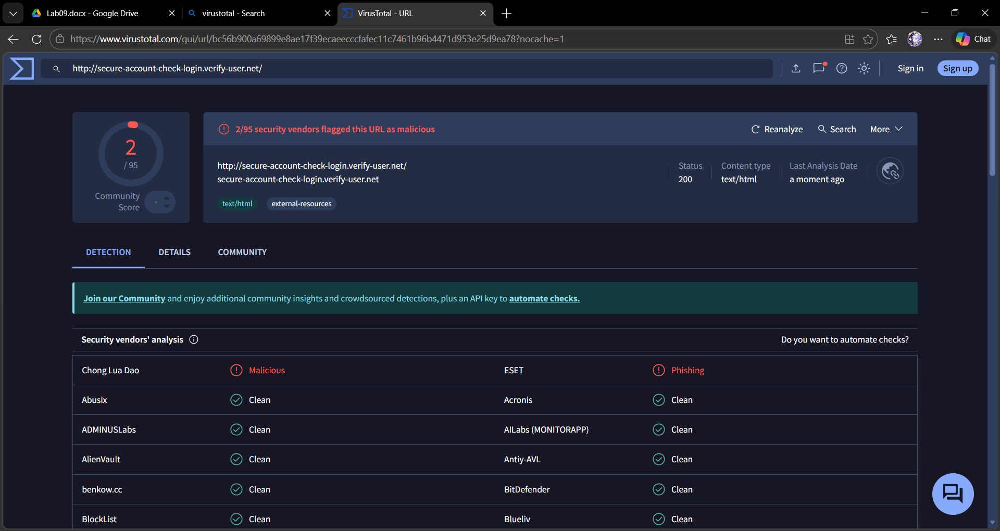 Lab09.docx - Google Drive
virustotal - Search
VirusTotal - URL
https://www.virustotal.com/gui/url/bc56b900a69899e8ae17f39ecaeecccfafec11c7461b96b4471d953e25d9ea78?nocache=1
Chat
http://secure-account-check-login.verify-user.net/
Sign in
Sign up
2
/ 95
Community
Score
2/95 security vendors flagged this URL as malicious
Reanalyze
Search
More
http://secure-account-check-login.verify-user.net/
secure-account-check-login.verify-user.net
Status
200
Content type
text/html
Last Analysis Date
a moment ago
text/html
external-resources
DETECTION
DETAILS
COMMUNITY
Join our Community and enjoy additional community insights and crowdsourced detections, plus an API key to automate checks.
Security vendors' analysis
Do you want to automate checks?
Chong Lua Dao Malicious ESET Phishing
Abusix Clean Acronis Clean
ADMINUSLabs Clean AILabs (MONITORAPP) Clean
AlienVault Clean Antiy-AVL Clean
benkow.cc Clean BitDefender Clean
BlockList Clean Blueliv Clean